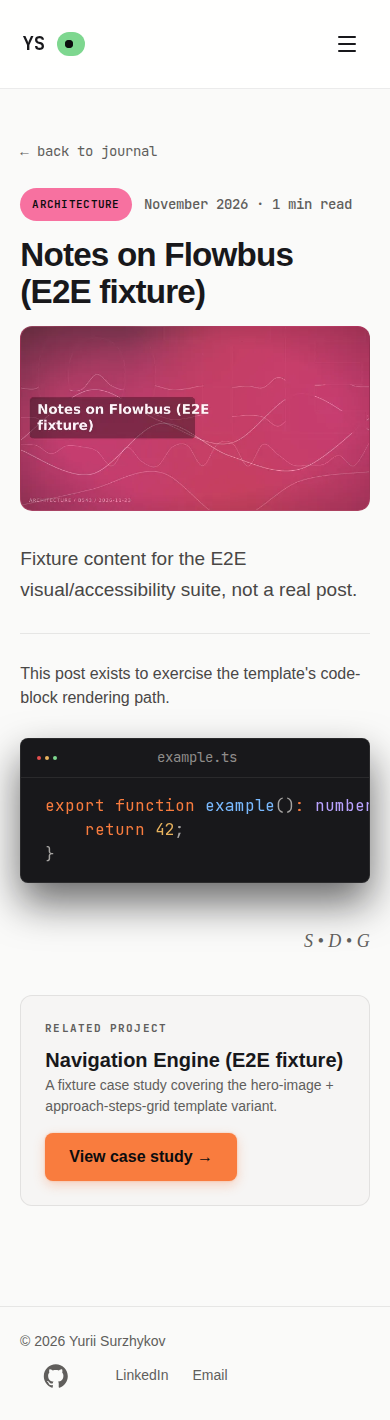 YS
← back to journal
ARCHITECTURE November 2026 · 1 min read
Notes on Flowbus
(E2E fixture)
Notes on Flowbus (E2E
fixture)
Fixture content for the E2E
visual/accessibility suite, not a real post.
This post exists to exercise the template's code-
block rendering path.
example.ts
export function example(): number
return 42;
}
S • D • G
RELATED PROJECT
Navigation Engine (E2E fixture)
A fixture case study covering the hero-image +
approach-steps-grid template variant.
View case study →
© 2026 Yurii Surzhykov
LinkedIn Email